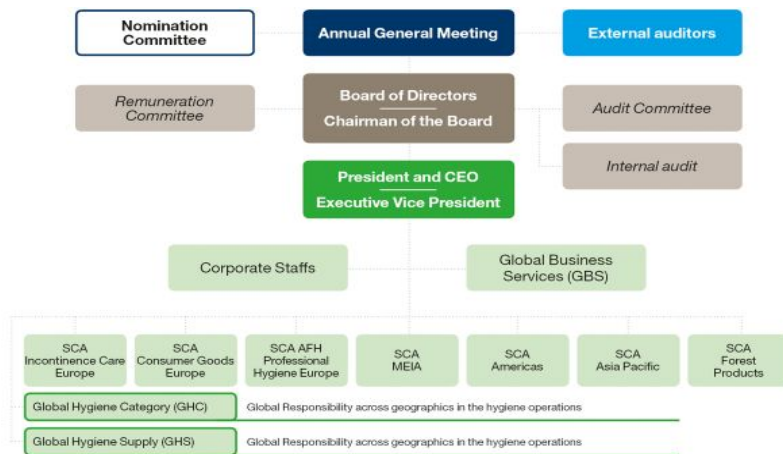 Nomination
Committee
Annual General Meeting
External auditors
Remuneration
Committee
Board of Directors
Chairman of the Board
Audit Committee
Internal audit
President and CEO
Executive Vice President
Corporate Staffs
Global Business
Services (GBS)
SCA
Incontinence Care
Europe
SCA
Consumer Goods
Europe
SCA AFH
Professional
Hygiene Europe
SCA
MEIA
SCA
Americas
SCA
Asia Pacific
SCA
Forest
Products
Global Hygiene Category (GHC)
Global Responsibility across geographics in the hygiene operations
Global Hygiene Supply (GHS)
Global Responsibility across geographics in the hygiene operations